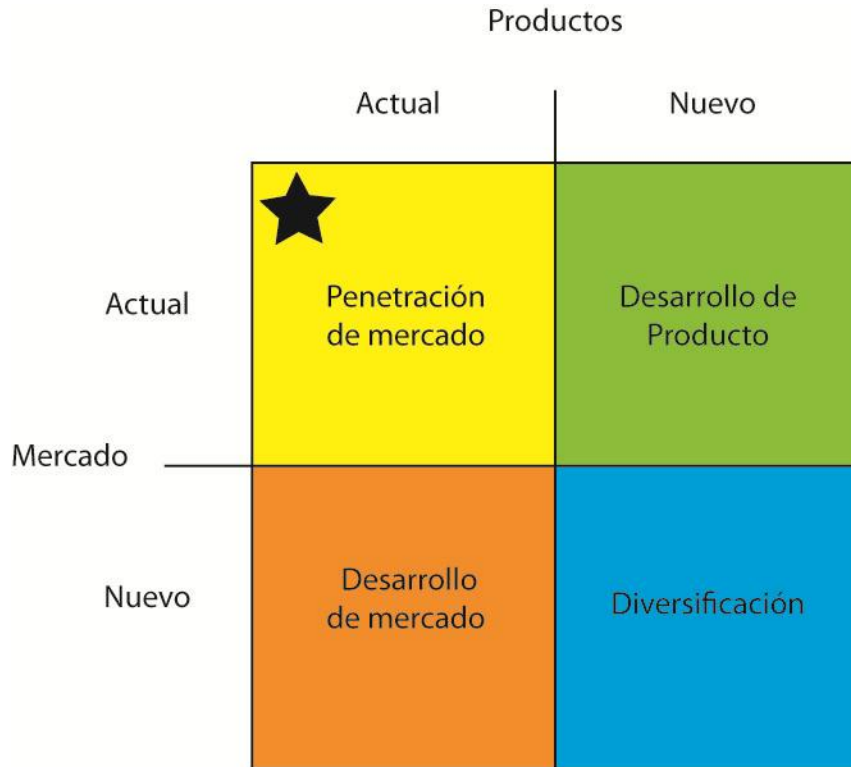 Productos
Actual
Nuevo
Actual
Penetración
de mercado
Desarrollo de
Producto
Mercado
Nuevo
Desarrollo
de mercado
Diversificación